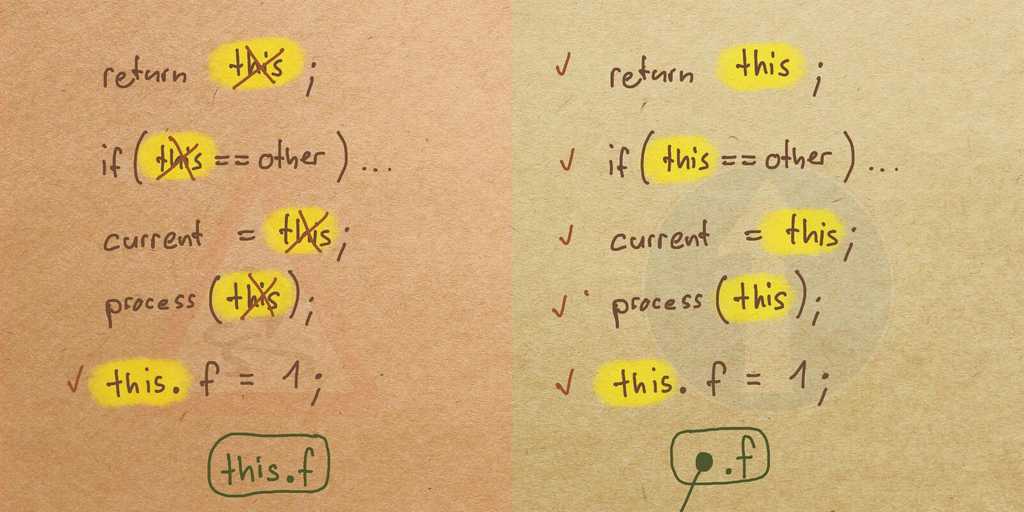 return this;
if (this == other) ...
current = this;
process (this);
this. f = 1;
this.f
return this;
if (this == other) ...
current = this;
process (this);
this. f = 1;
.f